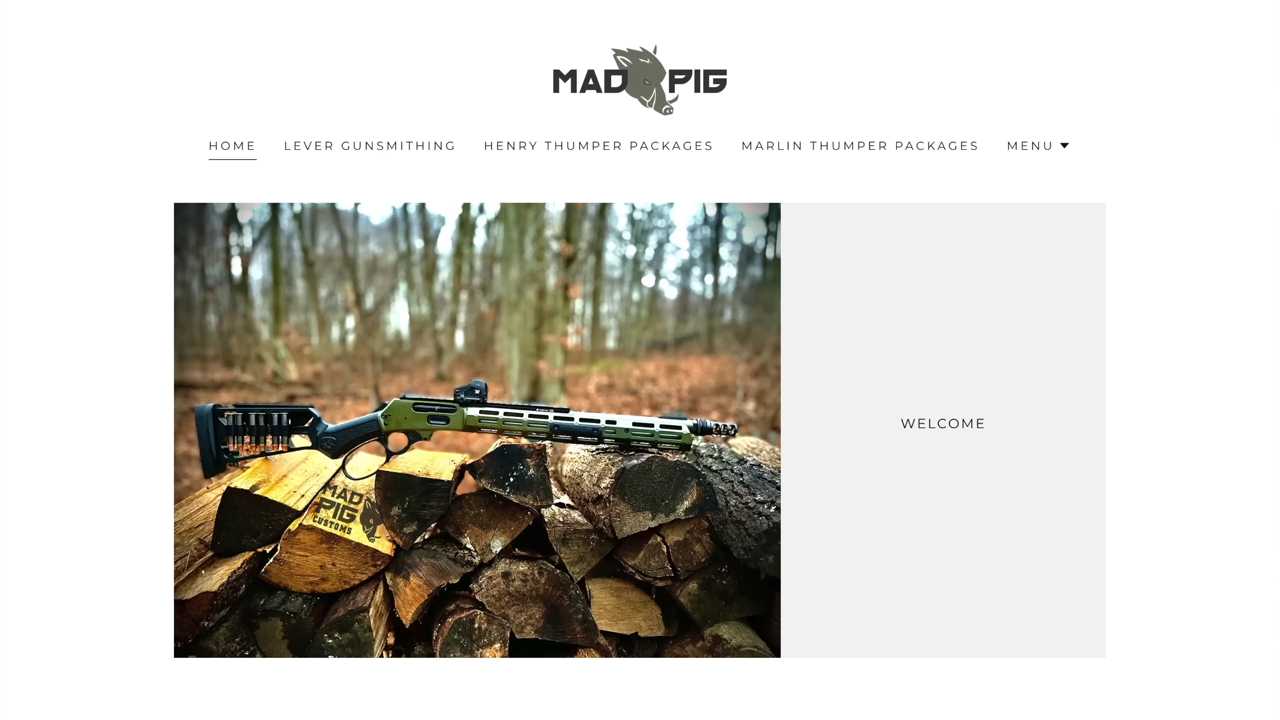 MAD PIG
HOME LEVER GUNSMITHING HENRY THUMPER PACKAGES MARLIN THUMPER PACKAGES MENU
MAD
PIG
CUSTOMS
WELCOME